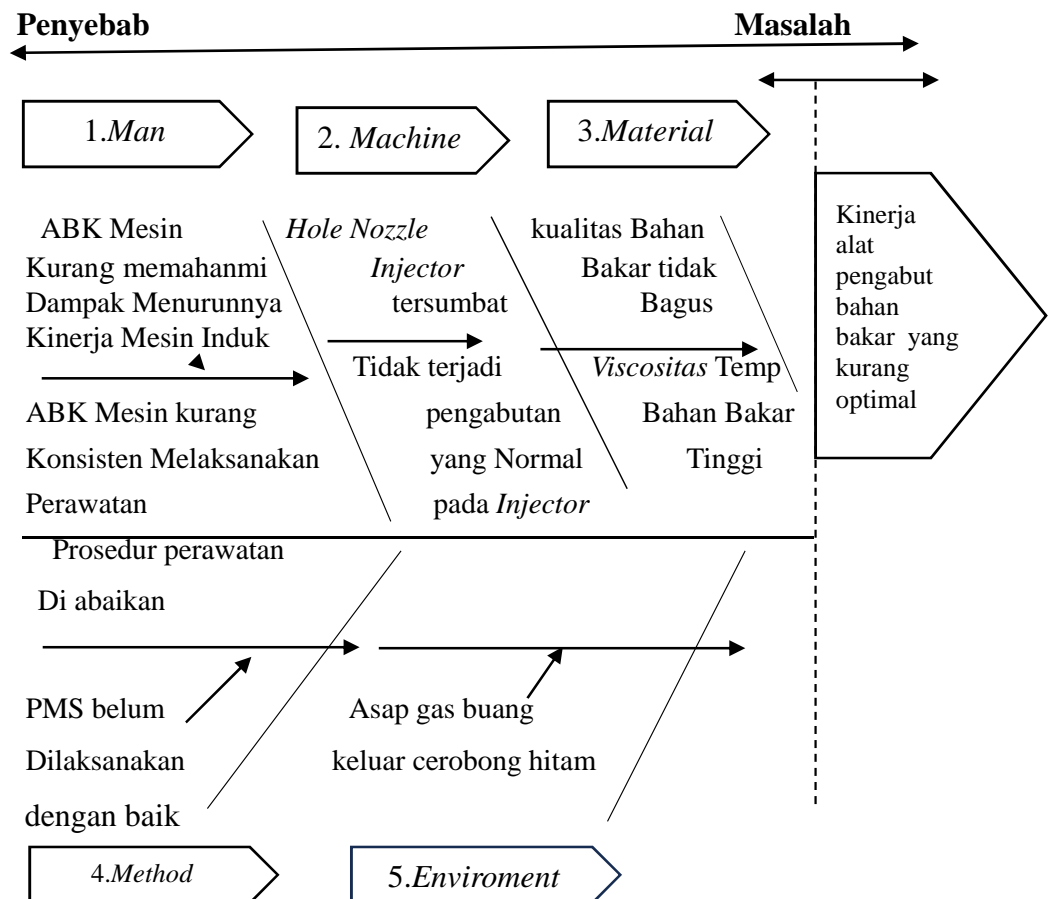 Penyebab
Masalah
1.Man
2. Machine
3.Material
ABK Mesin
Kurang memahanmi
Dampak Menurunnya
Kinerja Mesin Induk
ABK Mesin kurang
Konsisten Melaksanakan
Perawatan
Hole Nozzle
Injector
tersumbat
Tidak terjadi
pengabutan
yang Normal
pada Injector
kualitas Bahan
Bakar tidak
Bagus
Viscositas Temp
Bahan Bakar
Tinggi
Kinerja
alat
pengabut
bahan
bakar yang
kurang
optimal
Prosedur perawatan
Di abaikan
PMS belum
Dilaksanakan
dengan baik
Asap gas buang
keluar cerobong hitam
4.Method
5.Enviroment